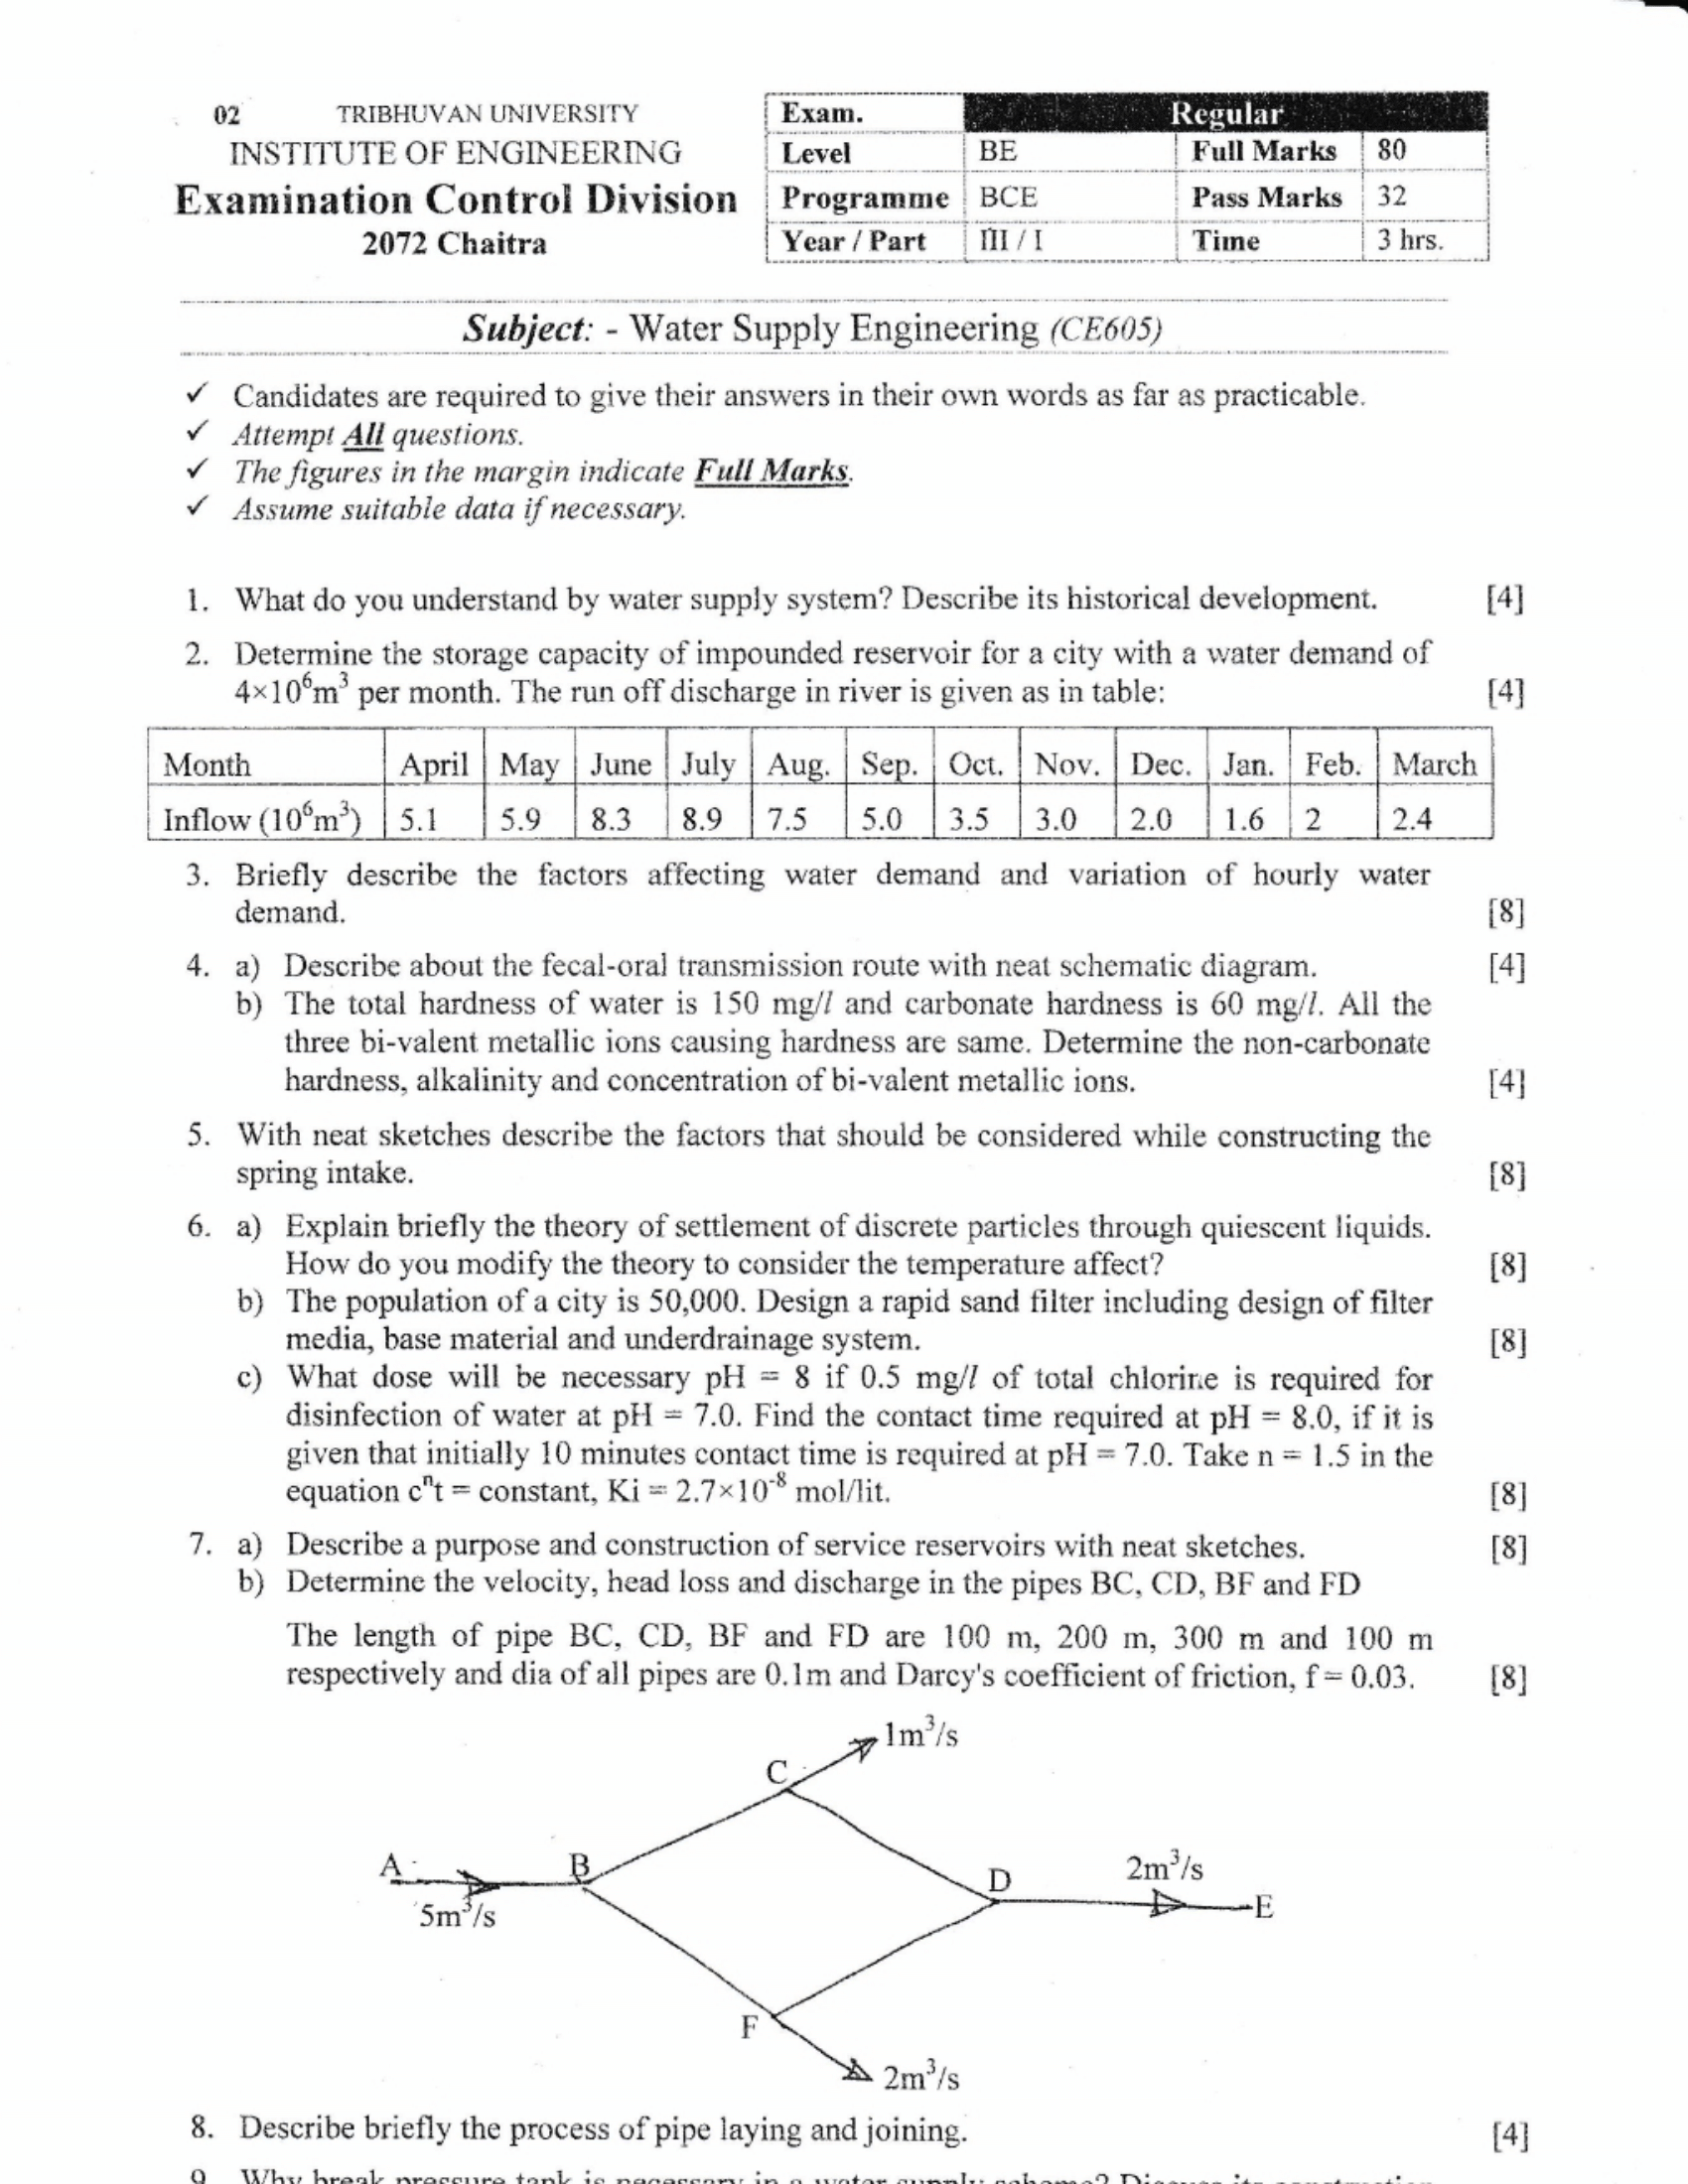 02 TRIBHUVAN UNIVERSITY
INSTITUTE OF ENGINEERING
Examination Control Division
2072 Chaitra
Exam. Regular
Level BE Full Marks 80
Programme BCE Pass Marks 32
Year / Part III / I Time 3 hrs.
Subject: - Water Supply Engineering (CE605)
✓ Candidates are required to give their answers in their own words as far as practicable.
✓ Attempt All questions.
✓ The figures in the margin indicate Full Marks.
✓ Assume suitable data if necessary.
1. What do you understand by water supply system? Describe its historical development. [4]
2. Determine the storage capacity of impounded reservoir for a city with a water demand of
4×10⁶m³ per month. The run off discharge in river is given as in table: [4]
Month April May June July Aug. Sep. Oct. Nov. Dec. Jan. Feb. March
Inflow (10⁶m³) 5.1 5.9 8.3 8.9 7.5 5.0 3.5 3.0 2.0 1.6 2 2.4
3. Briefly describe the factors affecting water demand and variation of hourly water
demand. [8]
4. a) Describe about the fecal-oral transmission route with neat schematic diagram. [4]
b) The total hardness of water is 150 mg/l and carbonate hardness is 60 mg/l. All the
three bi-valent metallic ions causing hardness are same. Determine the non-carbonate
hardness, alkalinity and concentration of bi-valent metallic ions. [4]
5. With neat sketches describe the factors that should be considered while constructing the
spring intake. [8]
6. a) Explain briefly the theory of settlement of discrete particles through quiescent liquids.
How do you modify the theory to consider the temperature affect? [8]
b) The population of a city is 50,000. Design a rapid sand filter including design of filter
media, base material and underdrainage system. [8]
c) What dose will be necessary pH = 8 if 0.5 mg/l of total chlorine is required for
disinfection of water at pH = 7.0. Find the contact time required at pH = 8.0, if it is
given that initially 10 minutes contact time is required at pH = 7.0. Take n = 1.5 in the
equation cⁿt = constant, Ki = 2.7×10⁻⁸ mol/lit. [8]
7. a) Describe a purpose and construction of service reservoirs with neat sketches. [8]
b) Determine the velocity, head loss and discharge in the pipes BC, CD, BF and FD
The length of pipe BC, CD, BF and FD are 100 m, 200 m, 300 m and 100 m
respectively and dia of all pipes are 0.1m and Darcy's coefficient of friction, f = 0.03. [8]
1m³/s
C
A B
5m³/s
D 2m³/s
E
F
2m³/s
8. Describe briefly the process of pipe laying and joining. [4]
9. Why break pressure tank is necessary in a water supply scheme? Discuss its construction